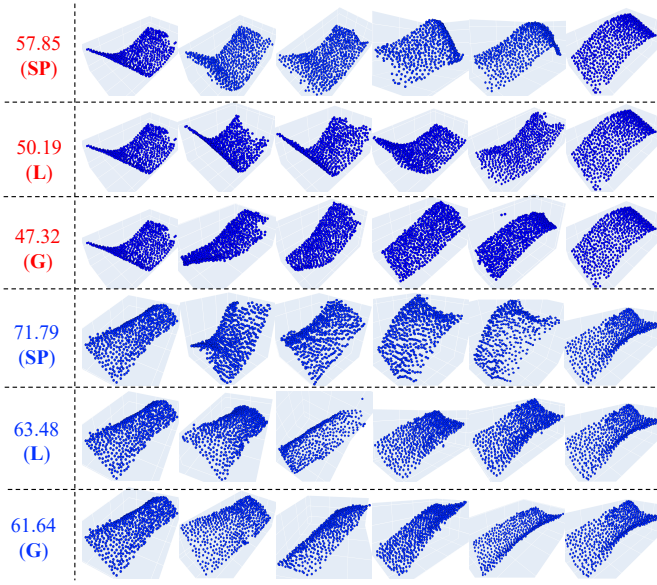 57.85
(SP)
50.19
(L)
47.32
(G)
71.79
(SP)
63.48
(L)
61.64
(G)